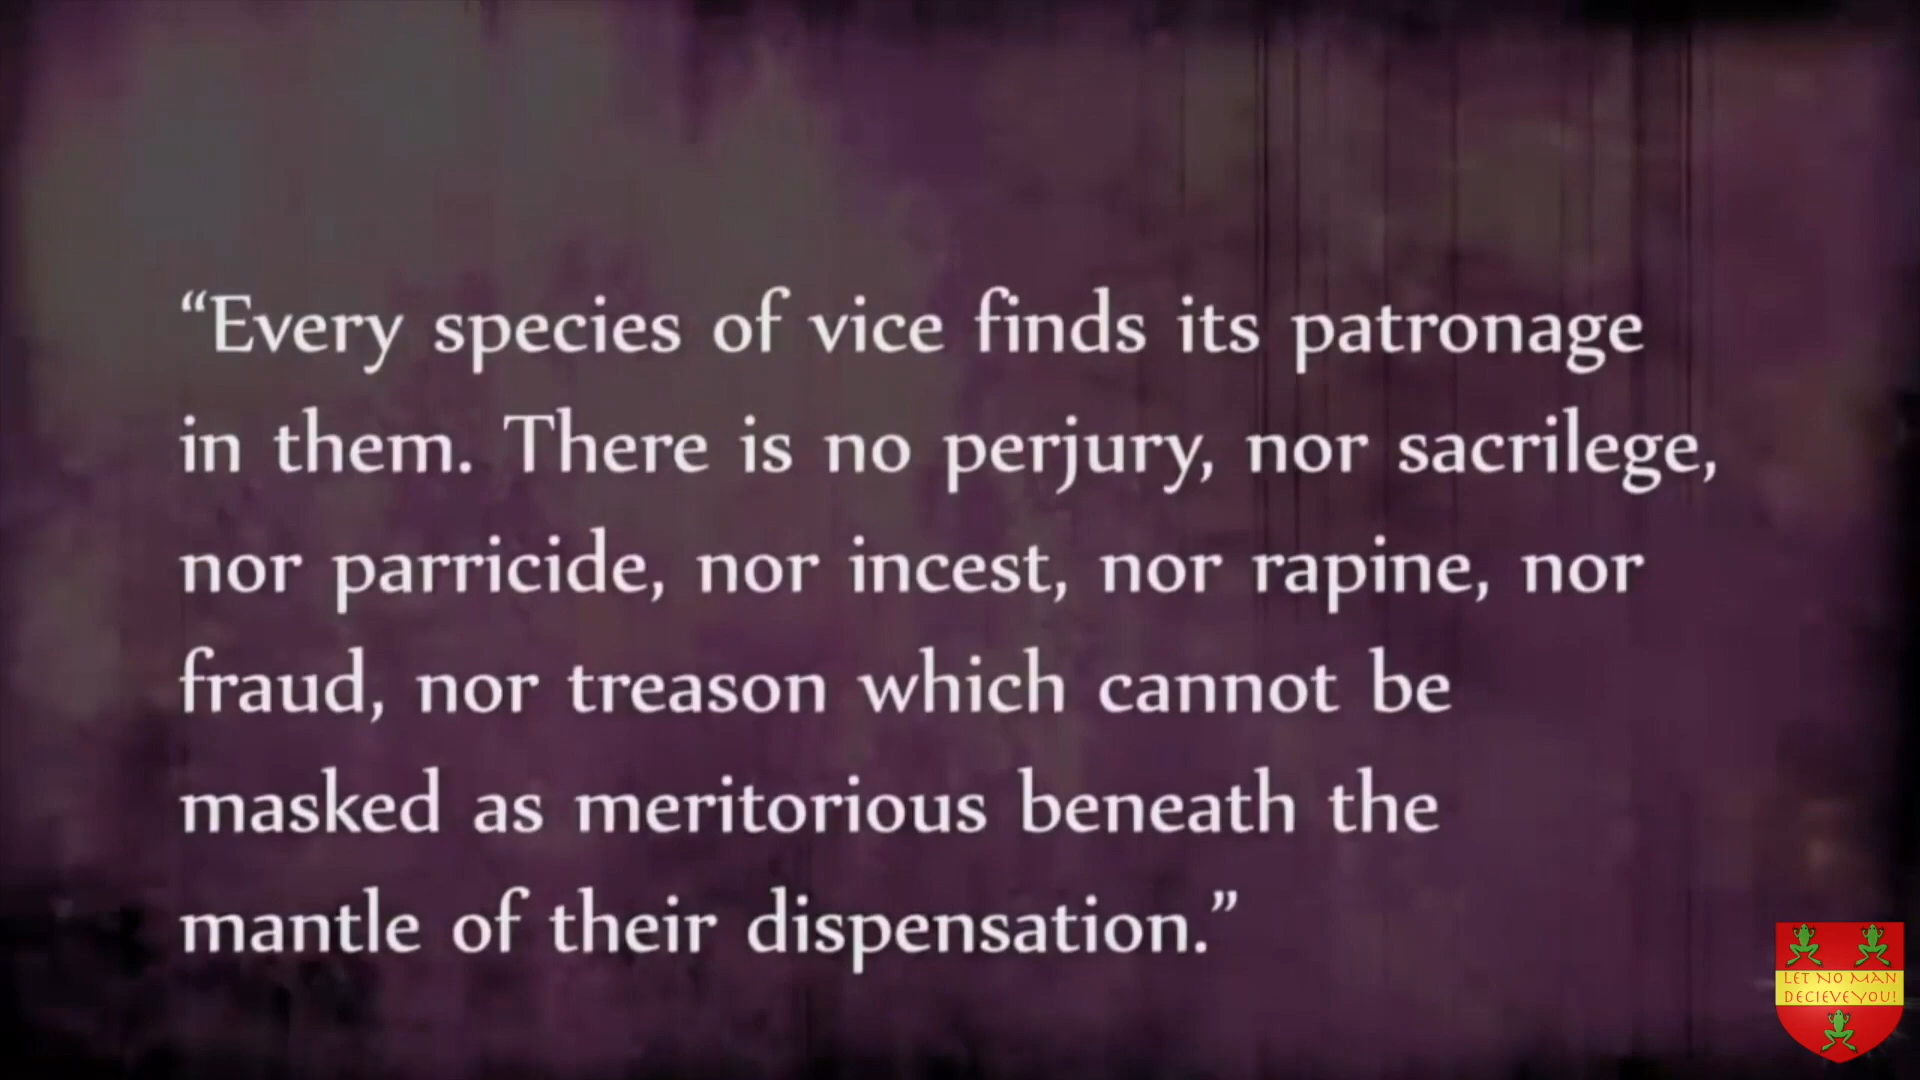 “Every species of vice finds its patronage
in them. There is no perjury, nor sacrilege,
nor parricide, nor incest, nor rapine, nor
fraud, nor treason which cannot be
masked as meritorious beneath the
mantle of their dispensation.”
LET NO MAN
DECIEVE YOU!